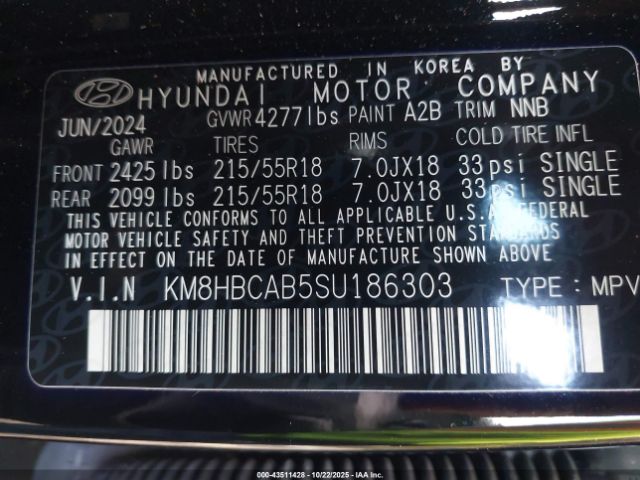 MANUFACTURED IN KOREA BY
HYUNDAI MOTOR COMPANY
JUN/2024 GVWR 4277 lbs PAINT A2B TRIM NNB
GAWR TIRES RIMS COLD TIRE INFL
FRONT 2425 lbs 215/55R18 7.0JX18 33 psi SINGLE
REAR 2099 lbs 215/55R18 7.0JX18 33 psi SINGLE
THIS VEHICLE CONFORMS TO ALL APPLICABLE U.S.A FEDERAL
MOTOR VEHICLE SAFETY AND THEFT PREVENTION STANDARDS
IN EFFECT ON THE DATE OF MANUFACTURE SHOWN ABOVE
V.I.N KM8HBCAB5SU186303 TYPE : MPV
© 000-43511428 - 10/22/2025 - IAAI.com